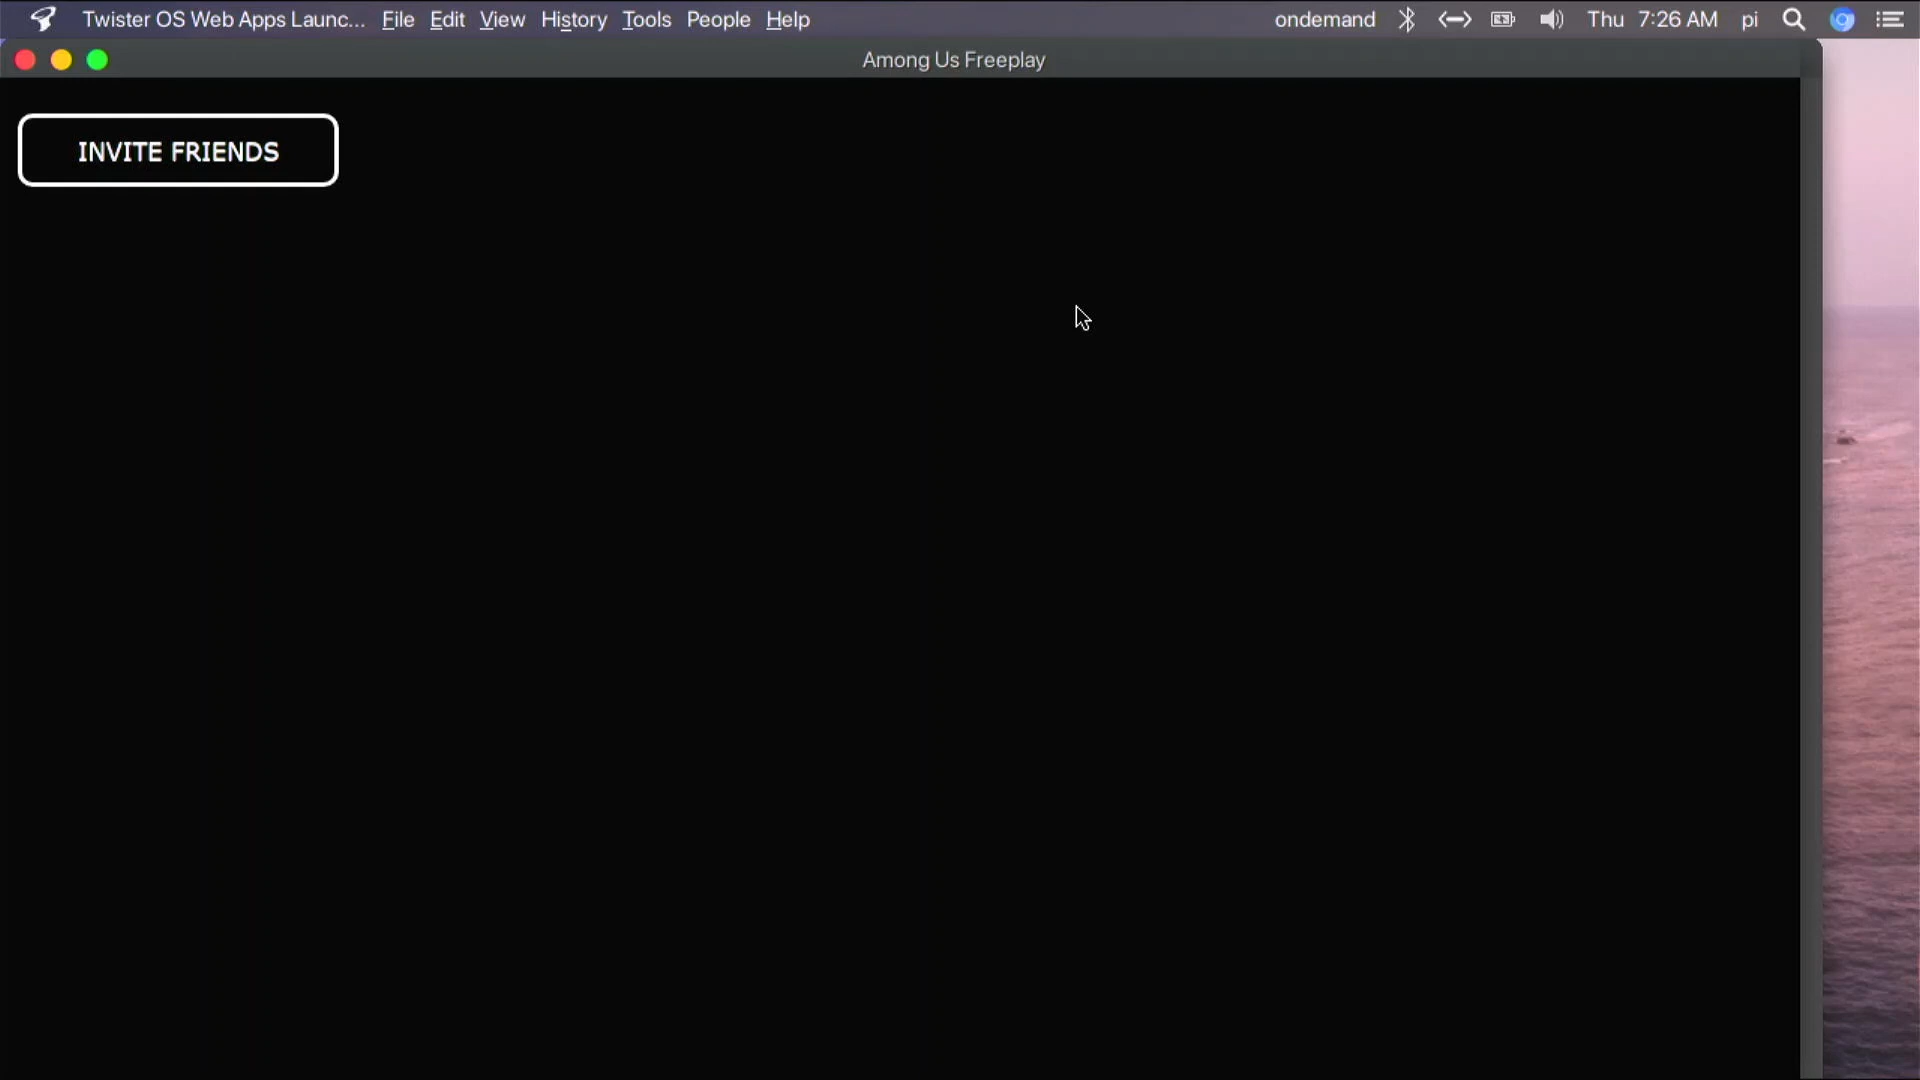 Twister OS Web Apps Launc... File Edit View History Tools People Help ondemand Thu 7:26 AM pi
Among Us Freeplay
INVITE FRIENDS